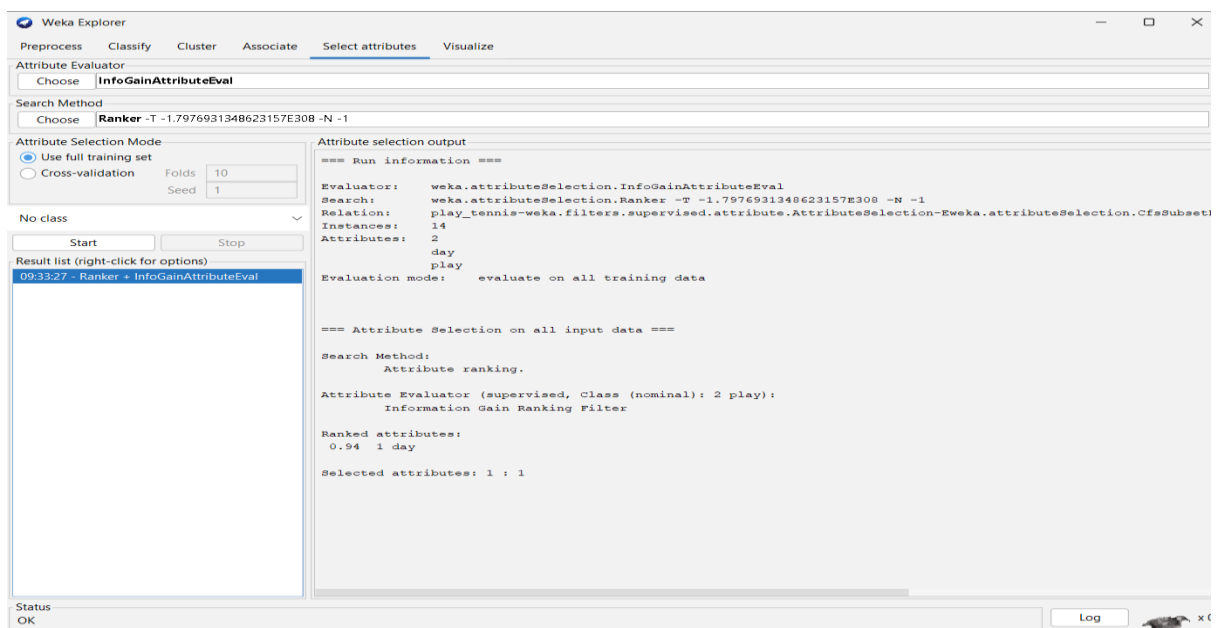 Weka Explorer
Preprocess Classify Cluster Associate Select attributes Visualize
Attribute Evaluator
Choose InfoGainAttributeEval
Search Method
Choose Ranker -T -1.7976931348623157E308 -N -1
Attribute Selection Mode
Use full training set
Cross-validation Folds 10
Seed 1
No class
Start Stop
Result list (right-click for options)
09:33:27 - Ranker + InfoGainAttributeEval
Attribute selection output
=== Run information ===
Evaluator: weka.attributeSelection.InfoGainAttributeEval
Search: weka.attributeSelection.Ranker -T -1.7976931348623157E308 -N -1
Relation: play_tennis-weka.filters.supervised.attribute.AttributeSelection-Eweka.attributeSelection.CfsSubset
Instances: 14
Attributes: 2
day
play
Evaluation mode: evaluate on all training data
=== Attribute Selection on all input data ===
Search Method:
Attribute ranking.
Attribute Evaluator (supervised, Class (nominal): 2 play):
Information Gain Ranking Filter
Ranked attributes:
0.94 1 day
Selected attributes: 1 : 1
Status
OK
Log
x 0